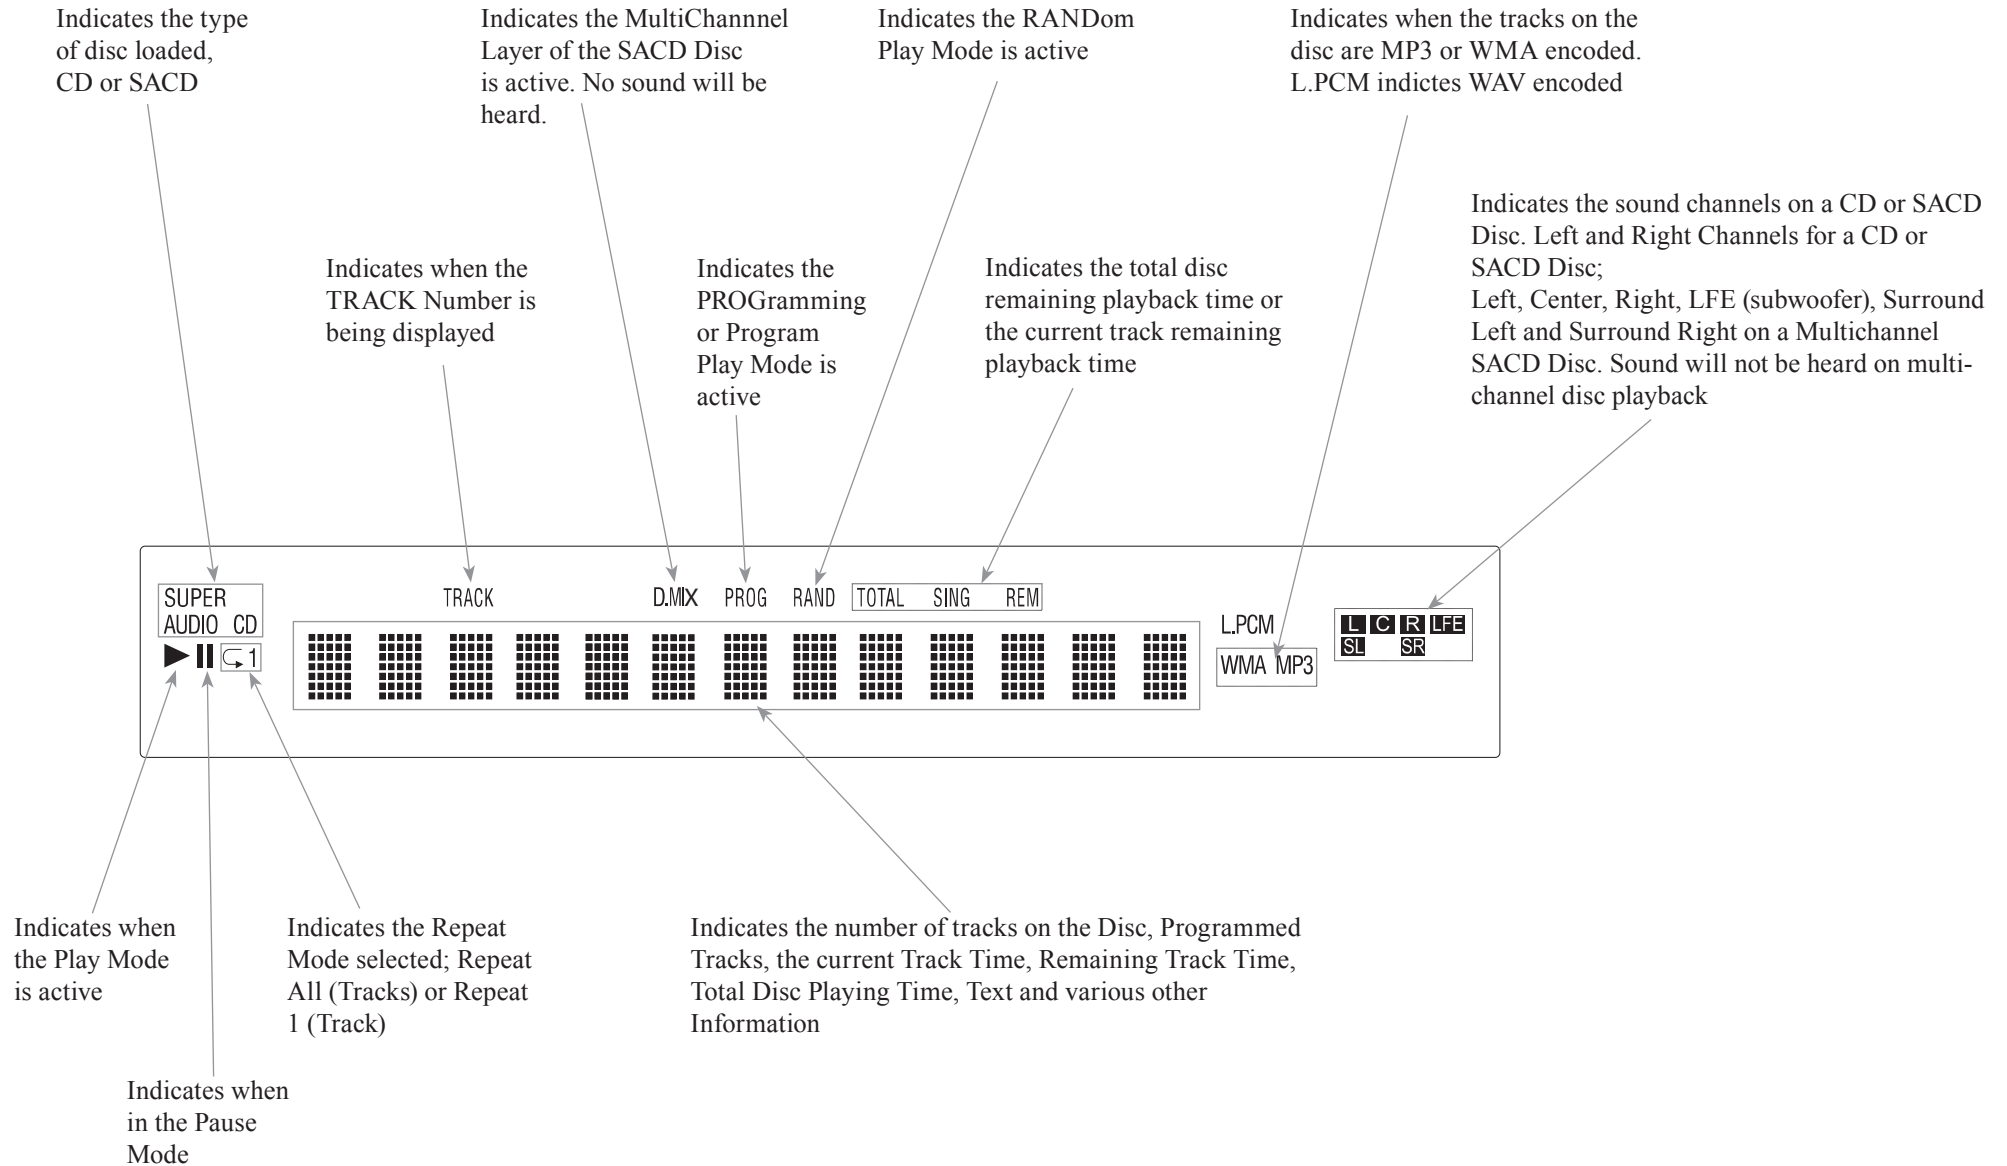 Indicates the type
of disc loaded,
CD or SACD
Indicates the MultiChannnel
Layer of the SACD Disc
is active. No sound will be
heard.
Indicates the RANDom
Play Mode is active
Indicates when the tracks on the
disc are MP3 or WMA encoded.
L.PCM indictes WAV encoded
Indicates the sound channels on a CD or SACD
Disc. Left and Right Channels for a CD or
SACD Disc;
Left, Center, Right, LFE (subwoofer), Surround
Left and Surround Right on a Multichannel
SACD Disc. Sound will not be heard on multi-
channel disc playback
Indicates when the
TRACK Number is
being displayed
Indicates the
PROGramming
or Program
Play Mode is
active
Indicates the total disc
remaining playback time or
the current track remaining
playback time
SUPER
AUDIO CD
1
TRACK
D.MIX
PROG
RAND
TOTAL SING REM
L.PCM
WMA MP3
L C R LFE
SL SR
Indicates when
the Play Mode
is active
Indicates the Repeat
Mode selected; Repeat
All (Tracks) or Repeat
1 (Track)
Indicates the number of tracks on the Disc, Programmed
Tracks, the current Track Time, Remaining Track Time,
Total Disc Playing Time, Text and various other
Information
Indicates when
in the Pause
Mode